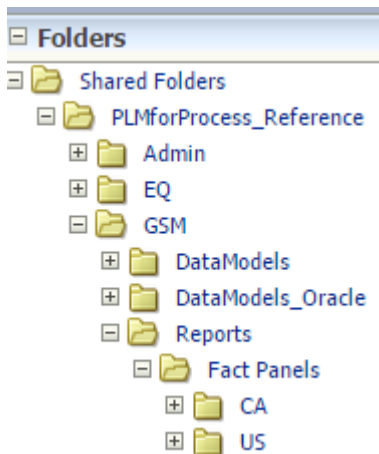 Folders
Shared Folders
PLMforProcess_Reference
Admin
EQ
GSM
DataModels
DataModels_Oracle
Reports
Fact Panels
CA
US